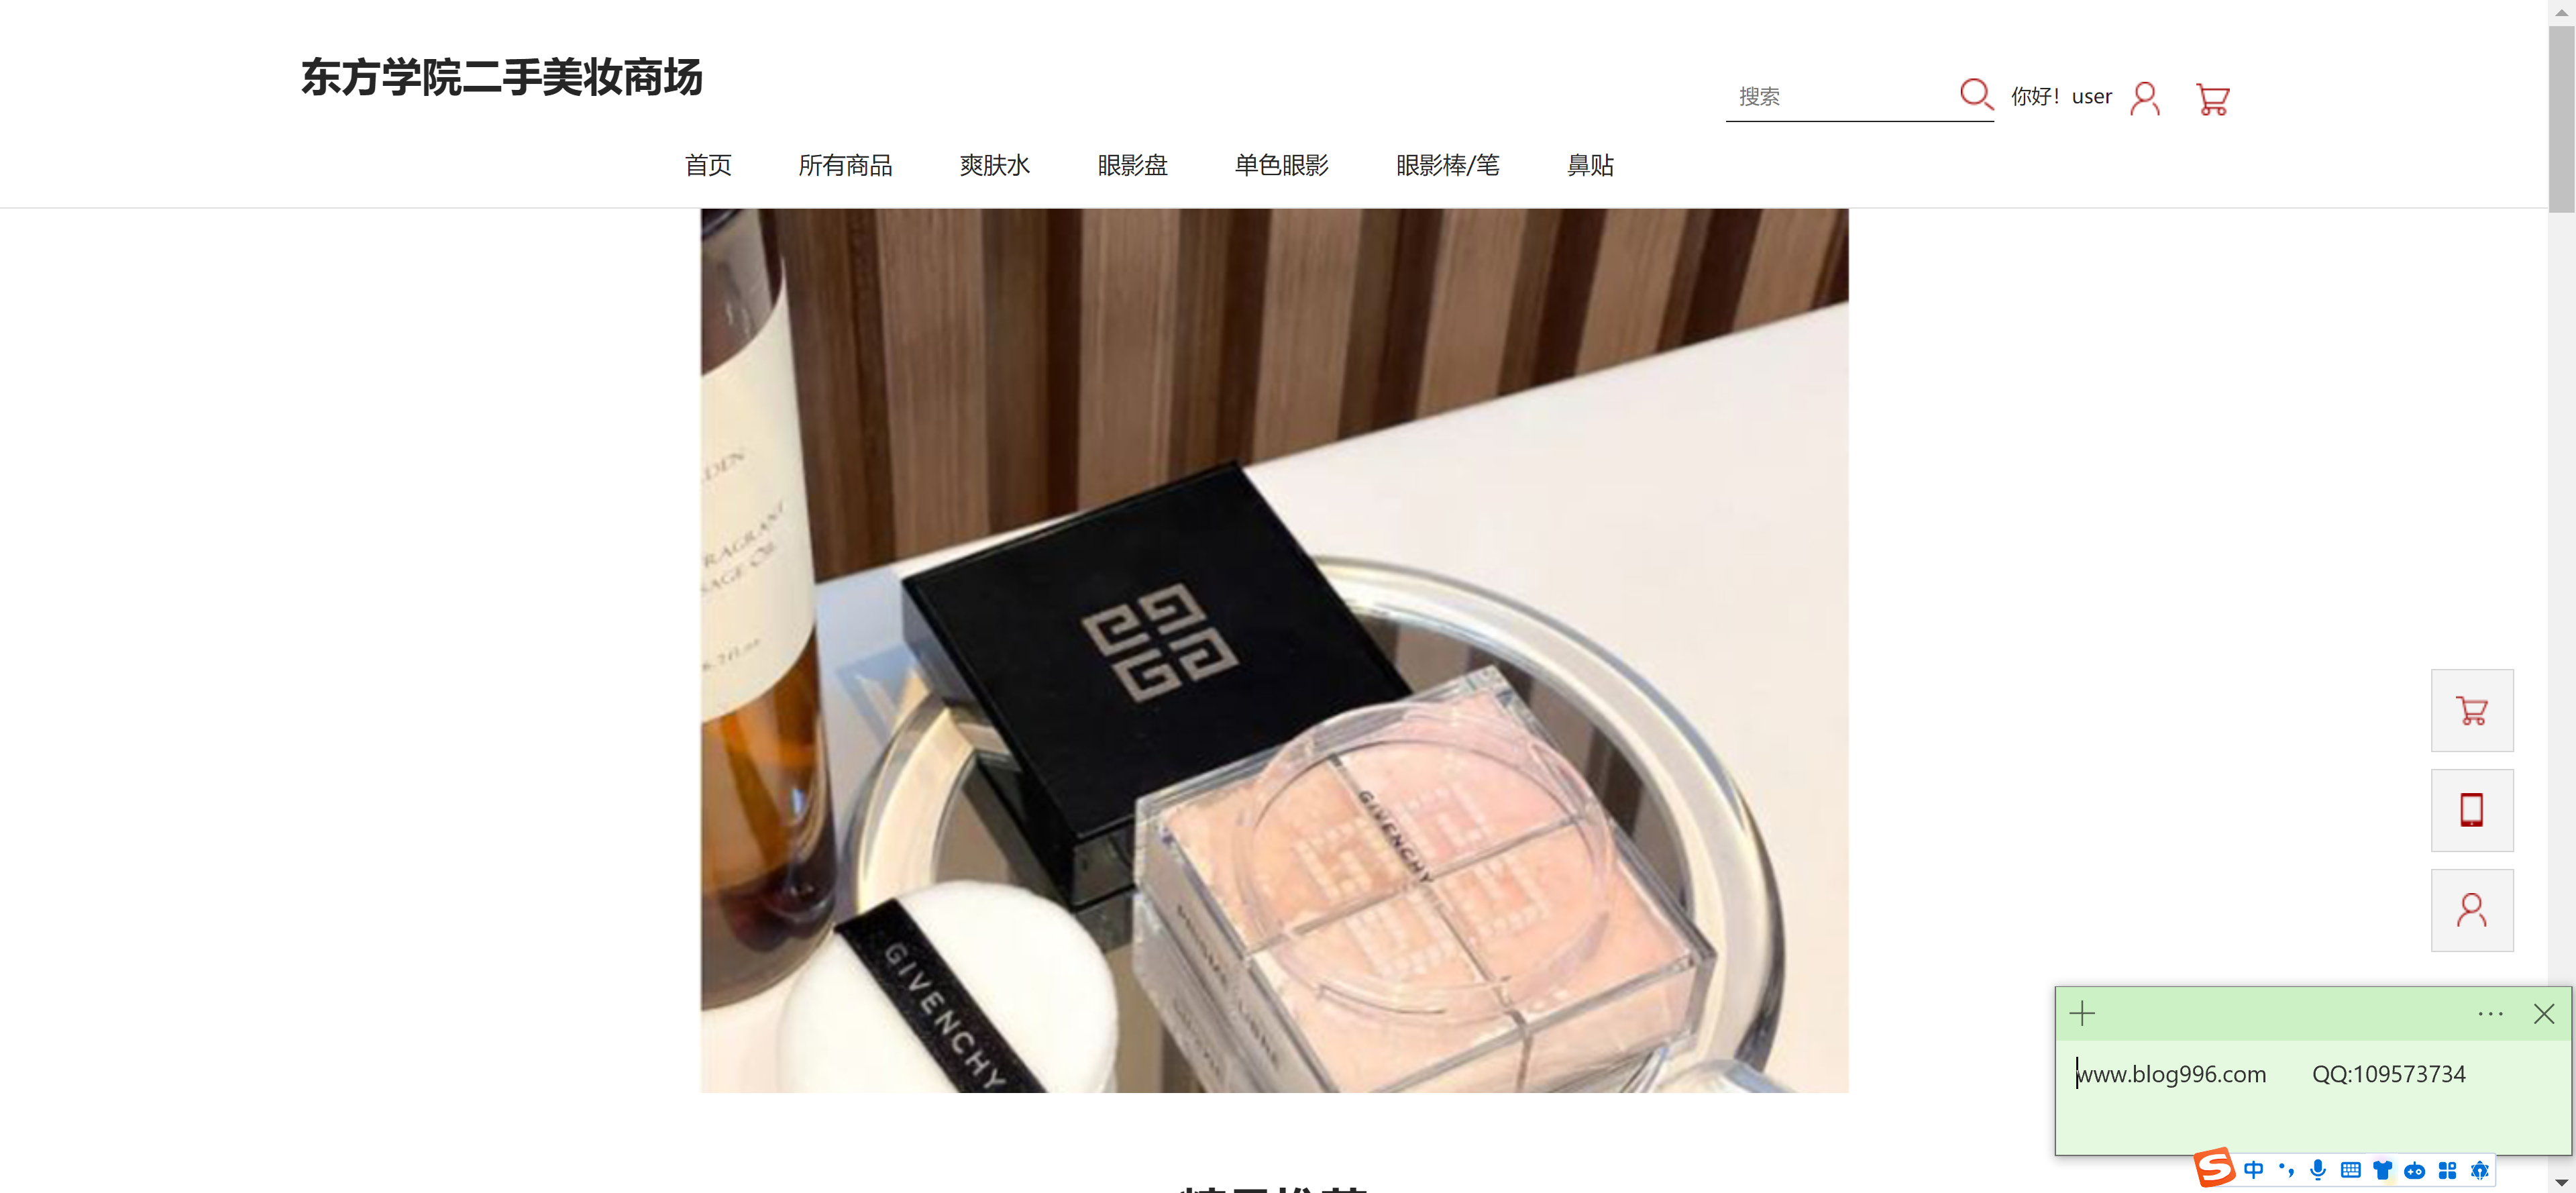 东方学院二手美妆商场
搜索
你好！user
首页 所有商品 爽肤水 眼影盘 单色眼影 眼影棒/笔 鼻贴
GIVENCHY
GIVENCHY
www.blog996.com QQ:109573734
中